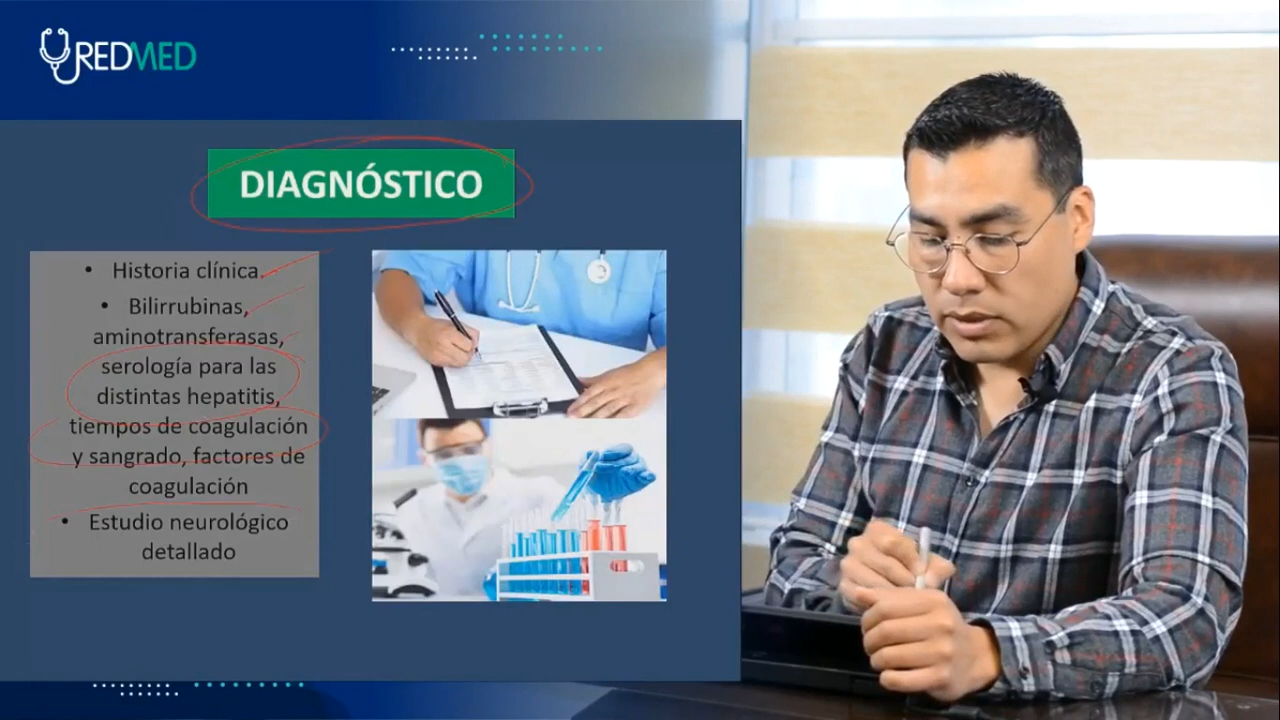 REDMED
DIAGNÓSTICO
• Historia clínica.
• Bilirrubinas,
aminotransferasas,
serología para las
distintas hepatitis,
tiempos de coagulación
y sangrado, factores de
coagulación
• Estudio neurológico
detallado